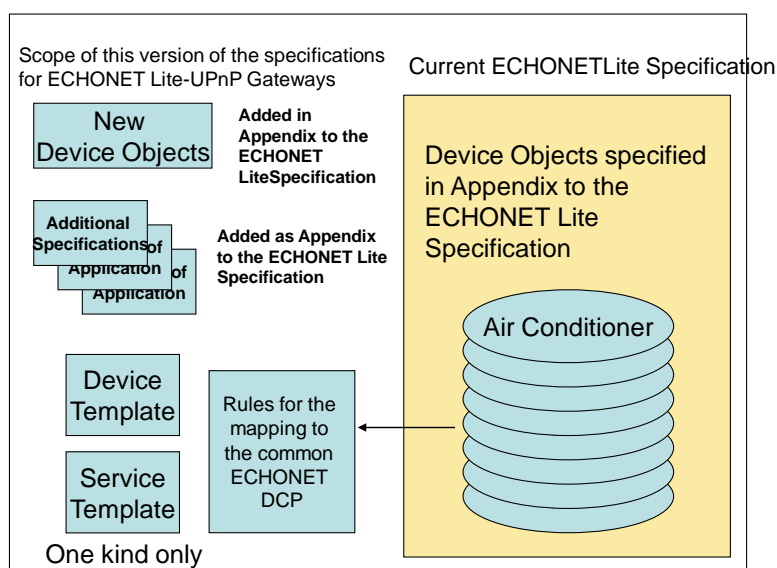 Scope of this version of the specifications
for ECHONET Lite-UPnP Gateways
Current ECHONETLite Specification
New
Device Objects
Added in
Appendix to the
ECHONET
LiteSpecification
Additional
Specifications
of
Application
of
Application
Added as Appendix
to the ECHONET Lite
Specification
Device Objects specified
in Appendix to the
ECHONET Lite
Specification
Air Conditioner
Device
Template
Rules for the
mapping to
the common
ECHONET
DCP
Service
Template
One kind only